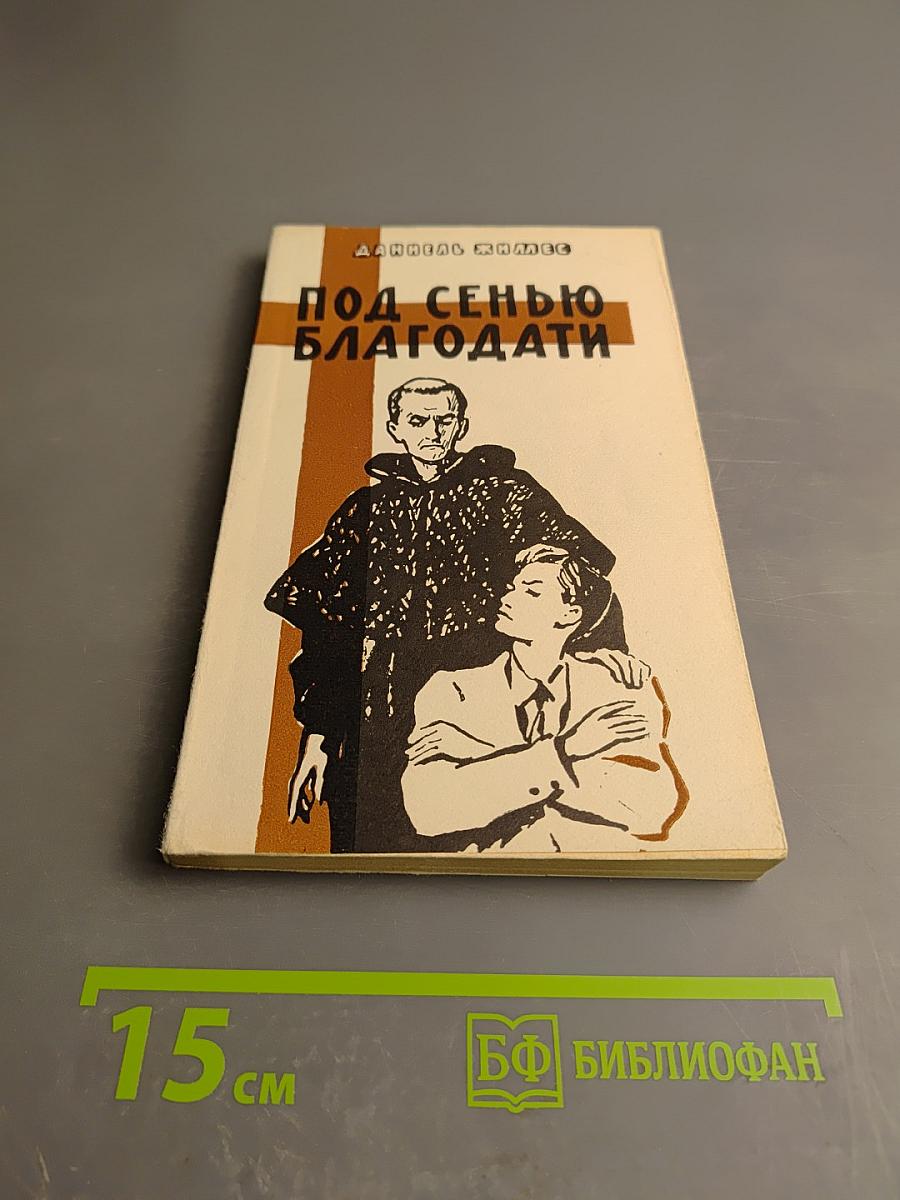 ДАНИЕЛЬ ЖИЛЛЕС
ПОД СЕНЬЮ
БЛАГОДАТИ
15 см
БФ БИБЛИОФАН